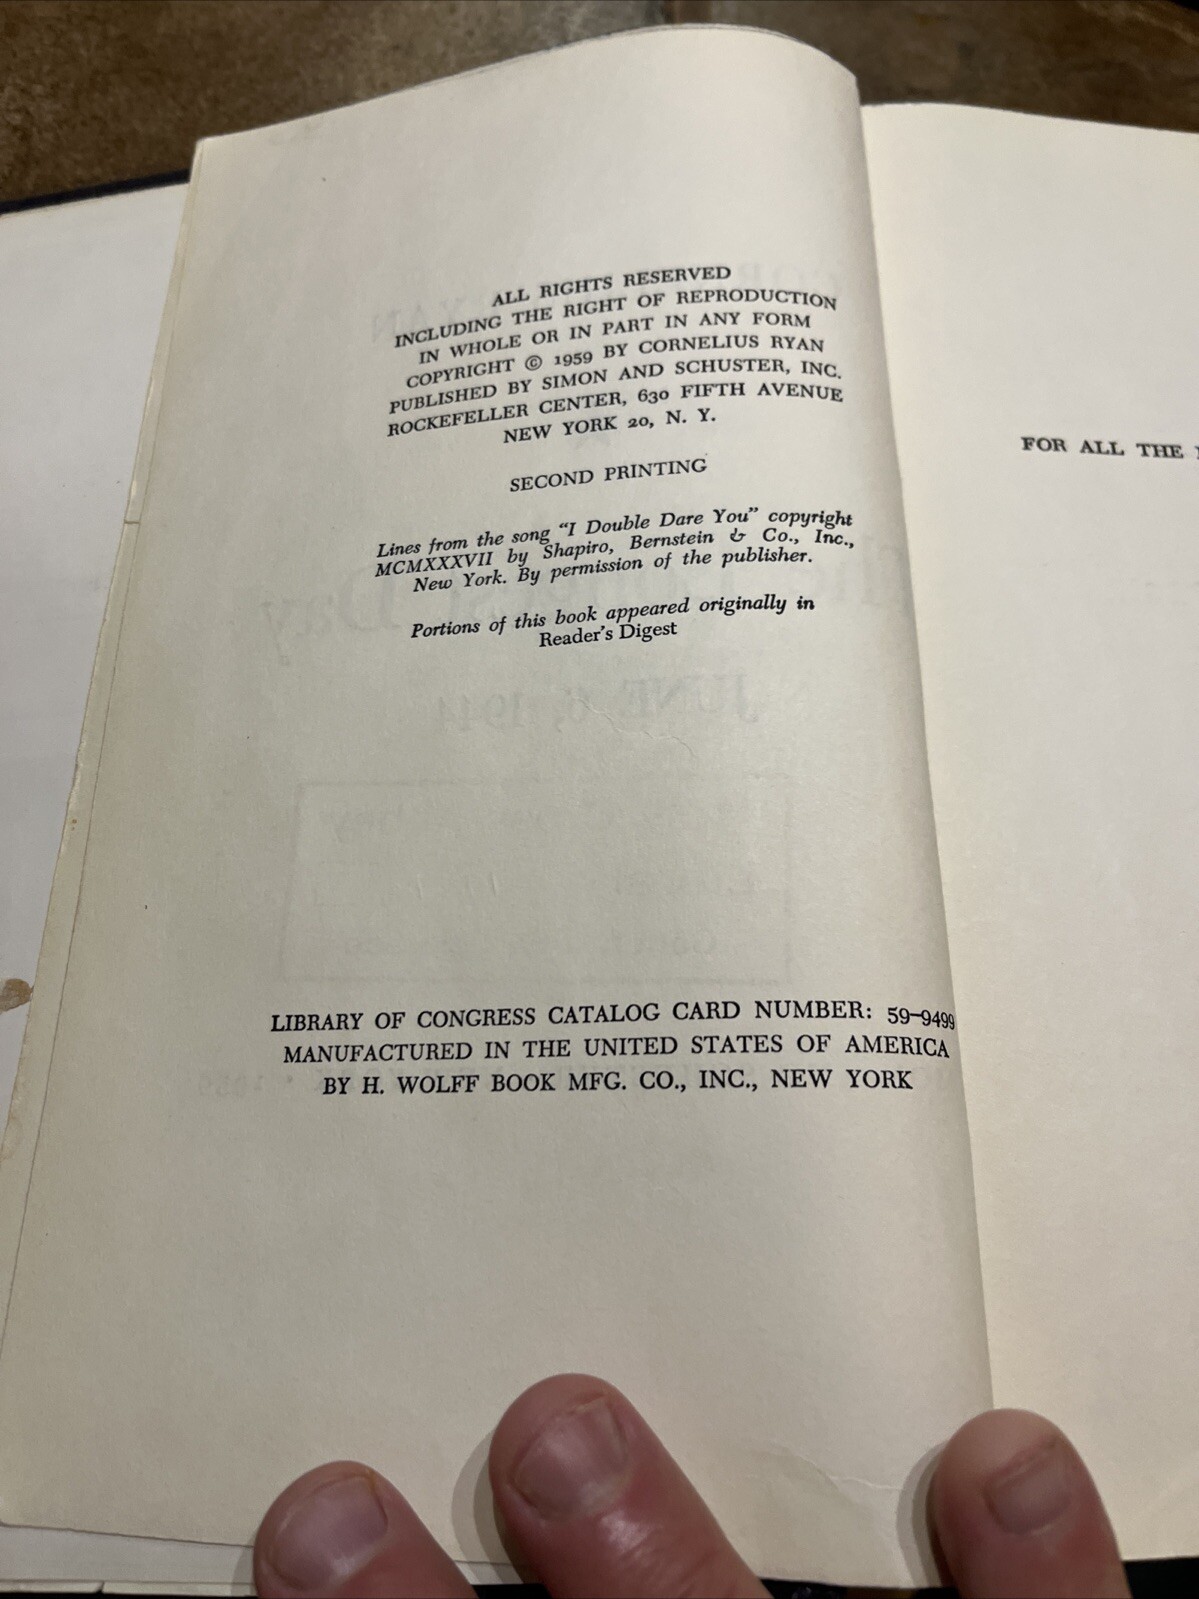 ALL RIGHTS RESERVED
INCLUDING THE RIGHT OF REPRODUCTION
IN WHOLE OR IN PART IN ANY FORM
COPYRIGHT © 1959 BY CORNELIUS RYAN
PUBLISHED BY SIMON AND SCHUSTER, INC.
ROCKEFELLER CENTER, 630 FIFTH AVENUE
NEW YORK 20, N. Y.
SECOND PRINTING
Lines from the song “I Double Dare You” copyright
MCMXXXVII by Shapiro, Bernstein & Co., Inc.,
New York. By permission of the publisher.
Portions of this book appeared originally in
Reader's Digest
JUNE 6, 1944
LIBRARY OF CONGRESS CATALOG CARD NUMBER: 59-9499
MANUFACTURED IN THE UNITED STATES OF AMERICA
BY H. WOLFF BOOK MFG. CO., INC., NEW YORK
FOR ALL THE